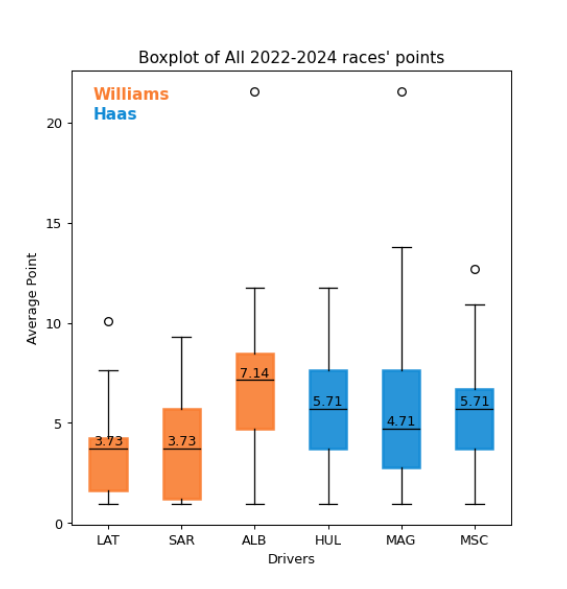 Boxplot of All 2022-2024 races' points
Williams
Haas
Average Point
20
15
10
5
0
3.73
3.73
7.14
5.71
4.71
5.71
LAT
SAR
ALB
HUL
MAG
MSC
Drivers